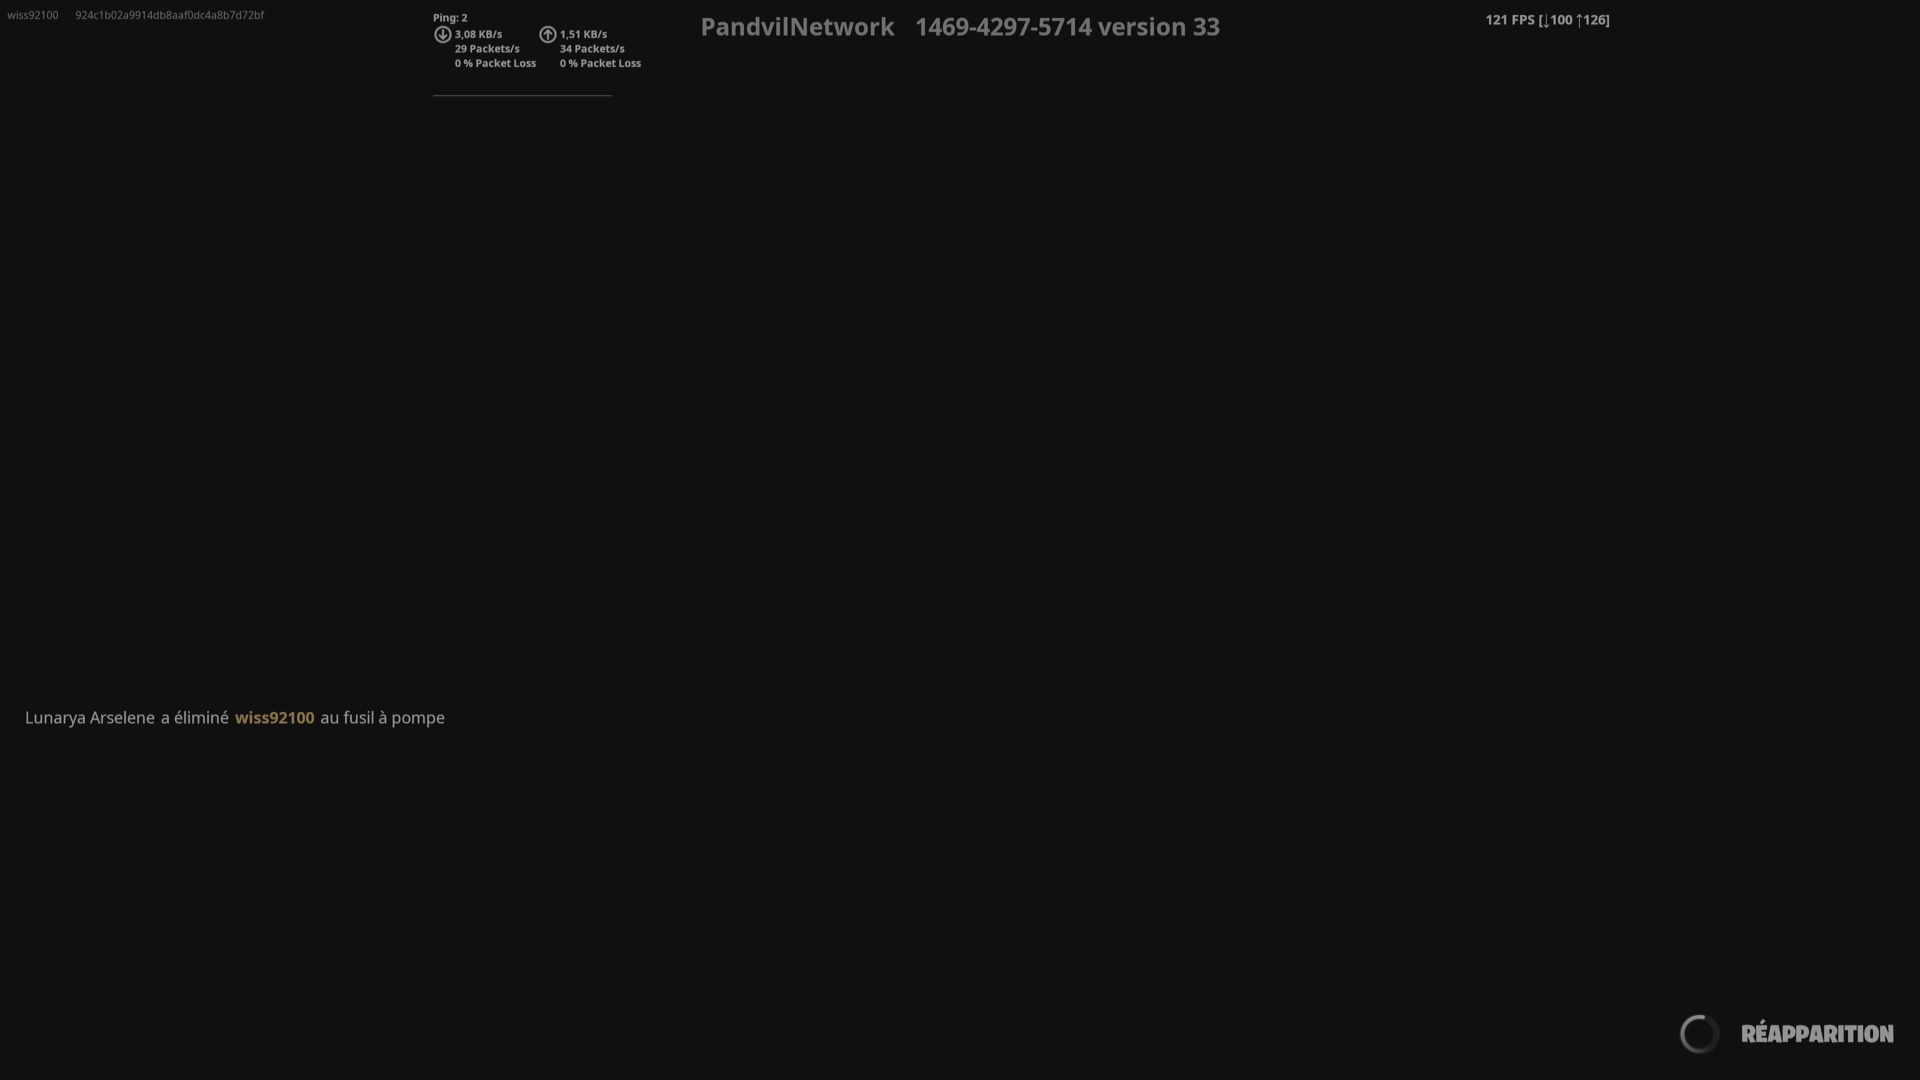 wiss92100 924c1b02a9914db8aaf0dc4a8b7d72bf
Ping: 2
3,08 KB/s 1,51 KB/s
29 Packets/s 34 Packets/s
0 % Packet Loss 0 % Packet Loss
PandvilNetwork 1469-4297-5714 version 33
121 FPS [↓100 ↑126]
Lunarya Arselene a éliminé wiss92100 au fusil à pompe
RÉAPPARITION